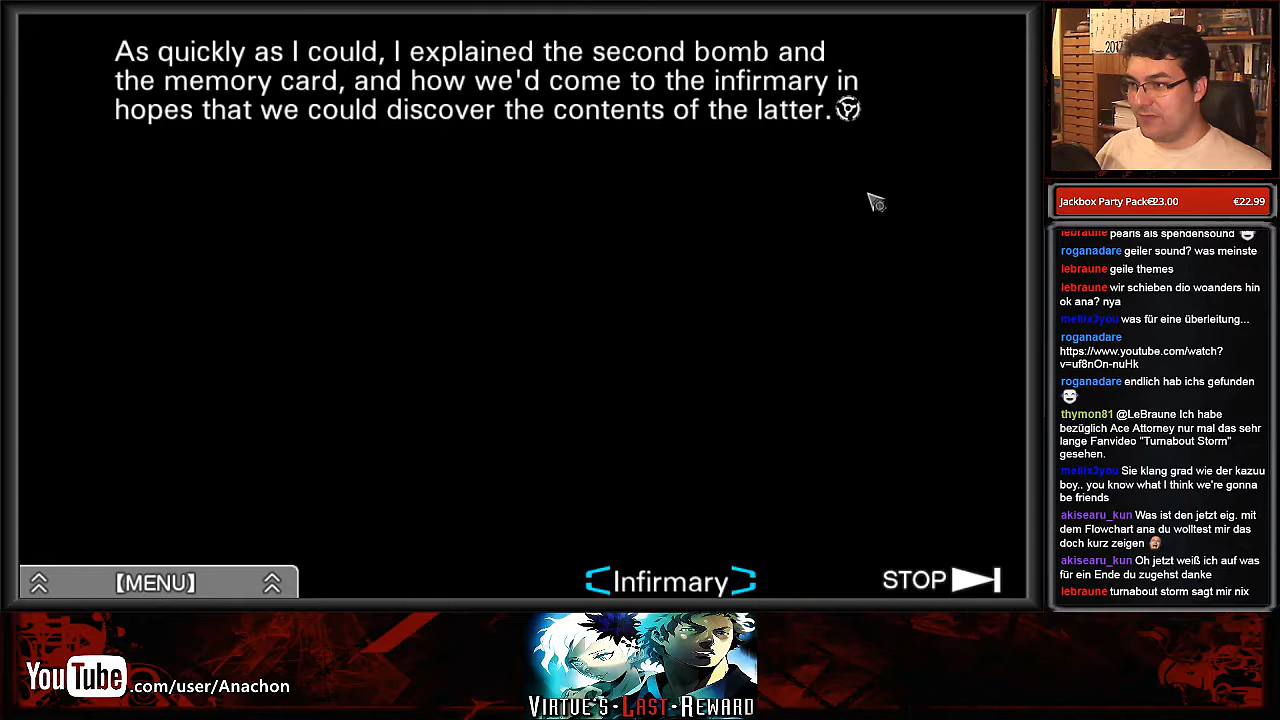 As quickly as I could, I explained the second bomb and
the memory card, and how we'd come to the infirmary in
hopes that we could discover the contents of the latter.
[MENU]
Infirmary
STOP
2017
€22.99
lebraune pearls als spendensound
roganadare geiler sound? was meinste
lebraune geile themes
lebraune wir schieben dio woanders hin
ok ana? nya
mellix3you was für eine überleitung...
roganadare
https://www.youtube.com/watch?
v=uf8nOn-nuHk
roganadare endlich hab ichs gefunden
thymon81 @LeBraune Ich habe
bezüglich Ace Attorney nur mal das sehr
lange Fanvideo "Turnabout Storm"
gesehen.
mellix3you Sie klang grad wie der kazuu
boy.. you know what I think we're gonna
be friends
akisearu_kun Was ist den jetzt eig. mit
dem Flowchart ana du wolltest mir das
doch kurz zeigen
akisearu_kun Oh jetzt weiß ich auf was
für ein Ende du zugehst danke
lebraune turnabout storm sagt mir nix
Jackbox Party Pack
YouTube.com/user/Anachon
VIRTUE'S·LAST·REWARD